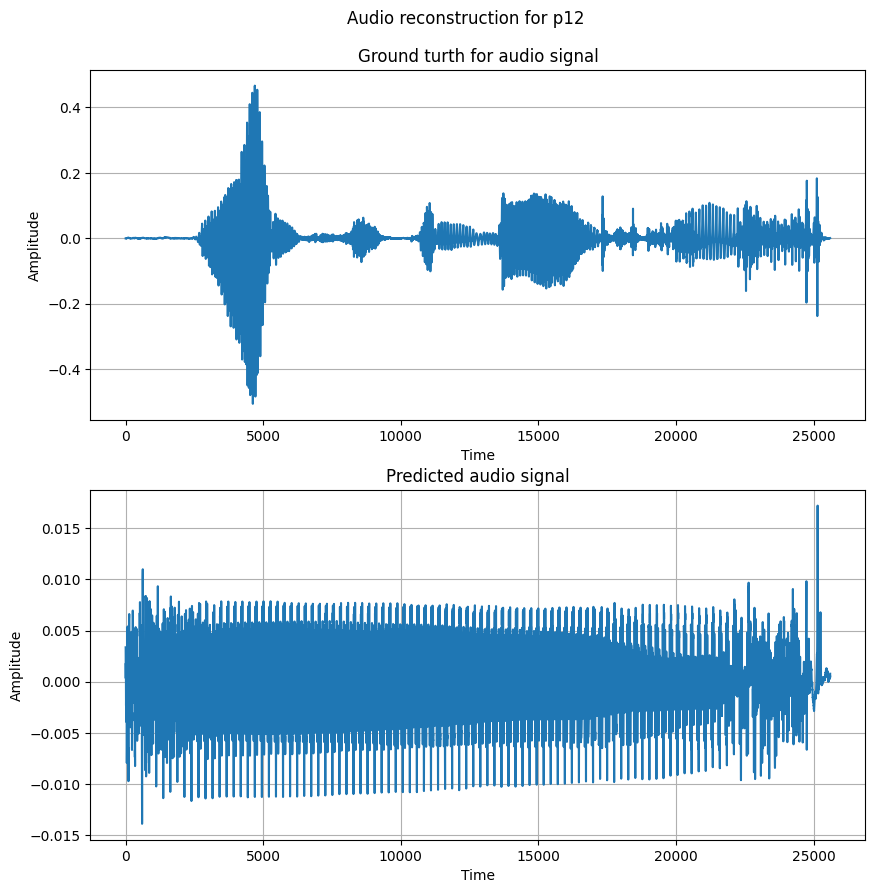 Audio reconstruction for p12
Ground turth for audio signal
0.4
0.2
0.0
−0.2
−0.4
Amplitude
0 5000 10000 15000 20000 25000
Time
Predicted audio signal
0.015
0.010
0.005
0.000
−0.005
−0.010
−0.015
Amplitude
0 5000 10000 15000 20000 25000
Time